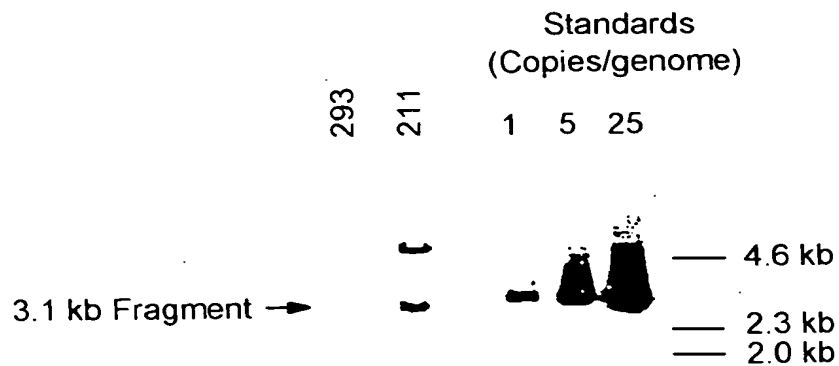 Standards
(Copies/genome)
293
211
1 5 25
4.6 kb
3.1 kb Fragment
2.3 kb
2.0 kb